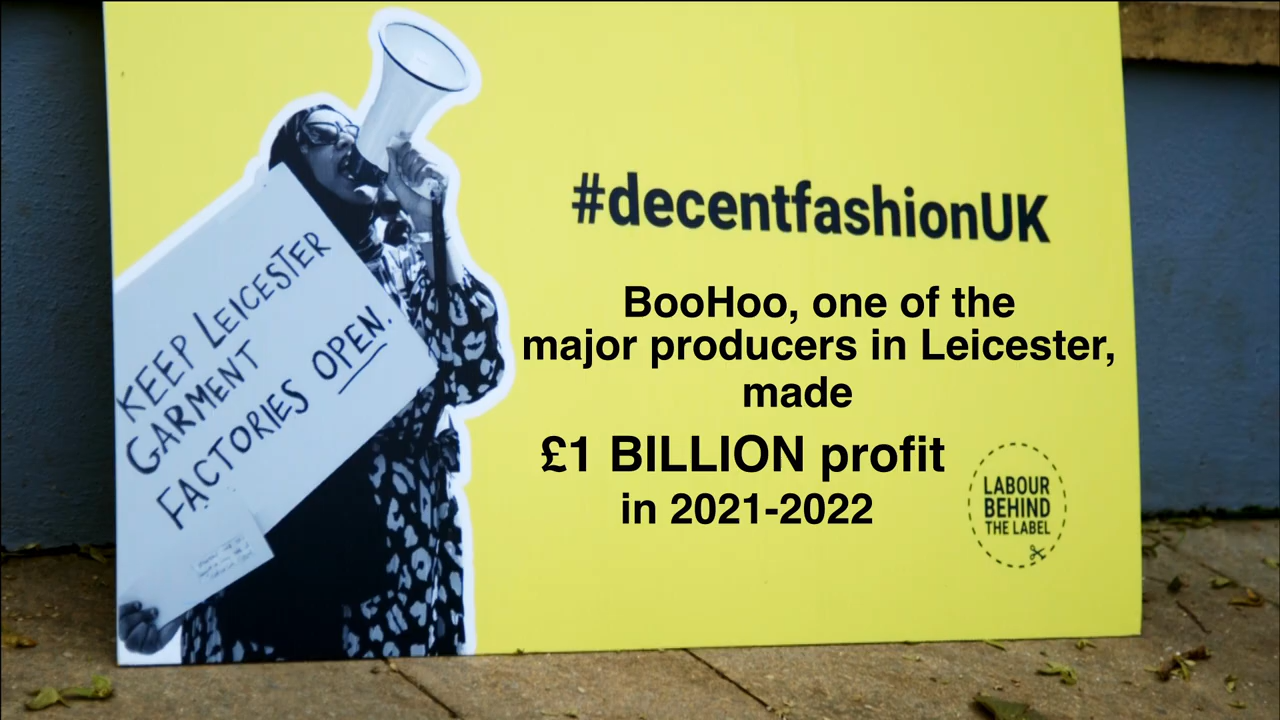 KEEP LEICESTER
GARMENT
FACTORIES OPEN.
#decentfashionUK
BooHoo, one of the
major producers in Leicester,
made
£1 BILLION profit
in 2021-2022
LABOUR
BEHIND
THE LABEL